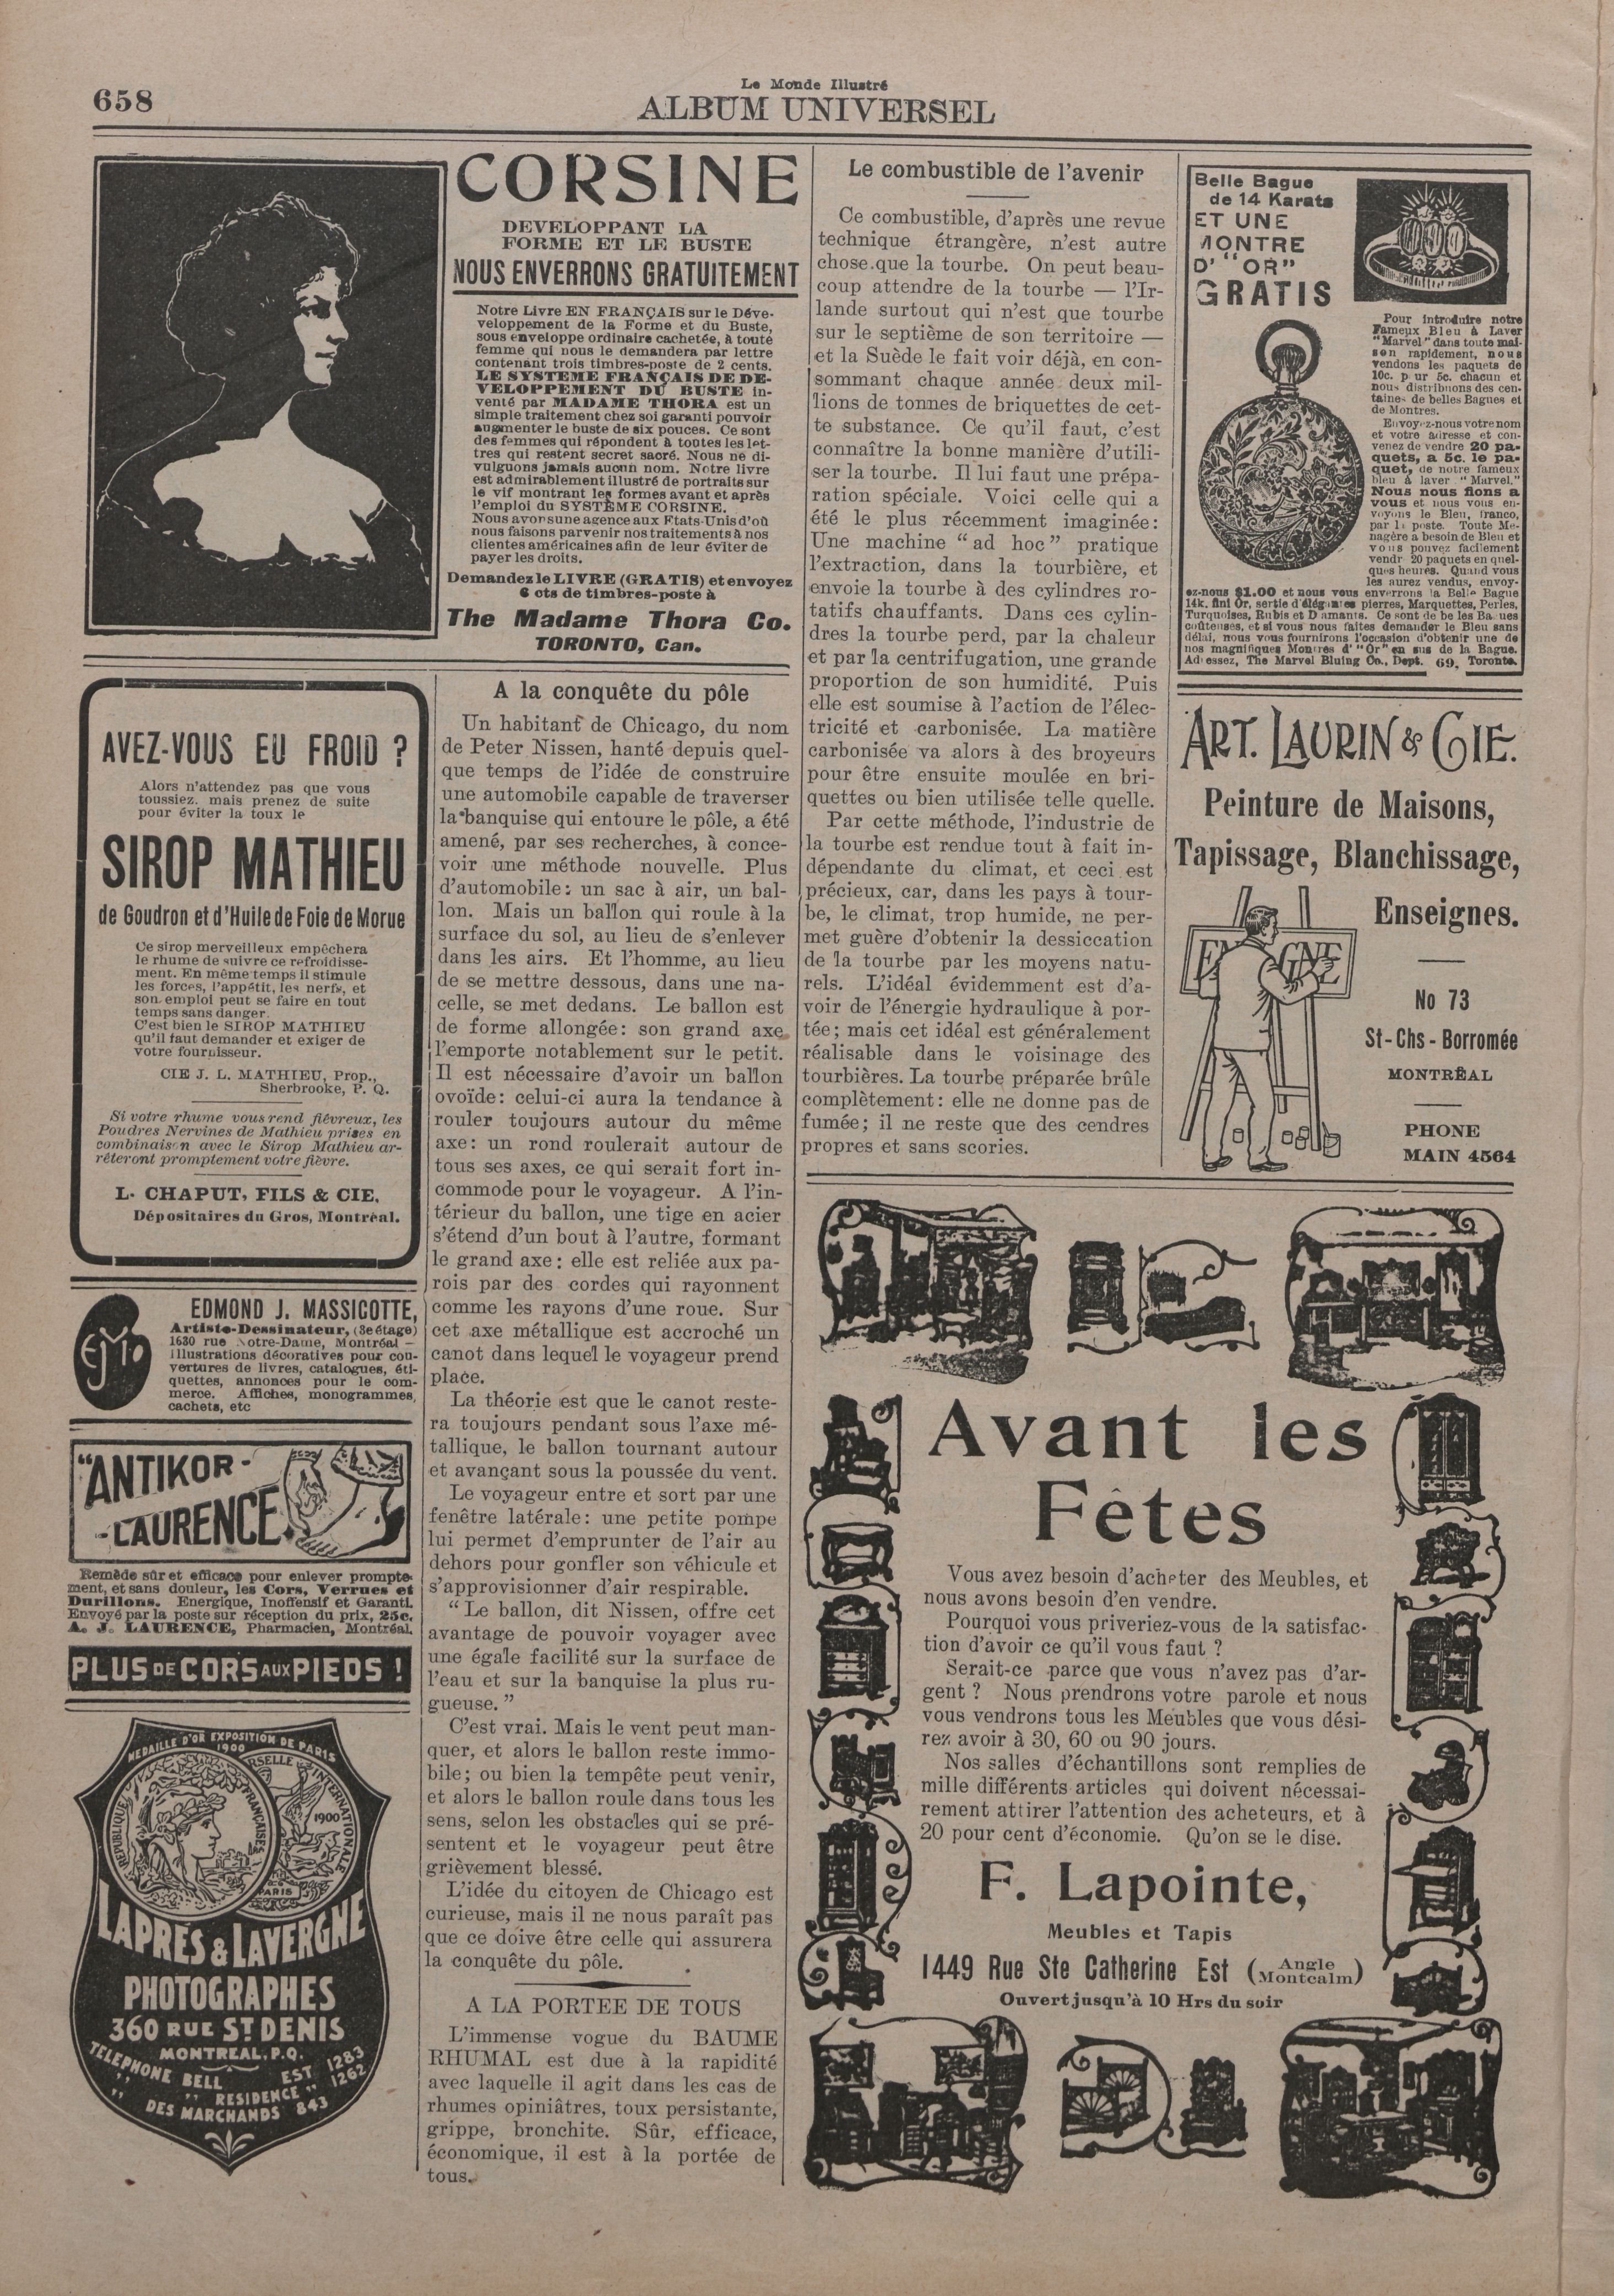 658
Le Monde Illustré
ALBUM UNIVERSEL
CORSINE
DEVELOPPANT LA
FORME ET LE BUSTE
NOUS ENVERRONS GRATUITEMENT
Notre Livre EN FRANÇAIS sur le Déve-
veloppement de la Forme et du Buste,
sous enveloppe ordinaire cachetée, à toute
femme qui nous le demandera par lettre
contenant trois timbres-poste de 2 cents.
LE SYSTEME FRANÇAIS DE DE-
VELOPPEMENT DU BUSTE in-
venté par MADAME THORA est un
simple traitement chez soi garanti pouvoir
augmenter le buste de six pouces. Ce sont
des femmes qui répondent à toutes les let-
tres qui restent secret sacré. Nous ne di-
vulguons jamais aucun nom. Notre livre
est admirablement illustré de portraits sur
le vif montrant les formes avant et après
l'emploi du SYSTÈME CORSINE.
Nous avons une agence aux Etats-Unis d'où
nous faisons parvenir nos traitements à nos
clientes américaines afin de leur éviter de
payer les droits.
Demandez le LIVRE (GRATIS) et envoyez
6 cts de timbres-poste à
The Madame Thora Co.
TORONTO, Can.
AVEZ-VOUS EU FROID ?
Alors n'attendez pas que vous
toussiez. mais prenez de suite
pour éviter la toux le
SIROP MATHIEU
de Goudron et d'Huile de Foie de Morue
Ce sirop merveilleux empêchera
le rhume de suivre ce refroidisse-
ment. En même temps il stimule
les forces, l'appétit, les nerfs, et
son emploi peut se faire en tout
temps sans danger.
C'est bien le SIROP MATHIEU
qu'il faut demander et exiger de
votre fournisseur.
CIE J. L. MATHIEU, Prop.,
Sherbrooke, P. Q.
Si votre rhume vous rend fiévreux, les
Poudres Nervines de Mathieu prises en
combinaison avec le Sirop Mathieu ar-
rêteront promptement votre fièvre.
L. CHAPUT, FILS & CIE.
Dépositaires du Gros, Montréal.
EDMOND J. MASSICOTTE,
Artiste-Dessinateur, (3e étage)
1630 rue Notre-Dame, Montréal —
Illustrations décoratives pour cou-
vertures de livres, catalogues, éti-
quettes, annonces pour le com-
merce. Affiches, monogrammes,
cachets, etc
EJM
"ANTIKOR-
-LAURENCE
Remède sûr et efficace pour enlever prompte-
ment, et sans douleur, les Cors, Verrues et
Durillons. Energique, Inoffensif et Garanti.
Envoyé par la poste sur réception du prix, 25c.
A. J. LAURENCE, Pharmacien, Montréal.
PLUS DE CORS AUX PIEDS !
MEDAILLE D'OR EXPOSITION DE PARIS
1900
REPUBLIQUE FRANÇAISE
RSELLE INTERNATIONALE
1900
PARIS
LAPRÉS & LAVERGNE
PHOTOGRAPHES
360 RUE ST DENIS
MONTREAL, P.Q.
TELEPHONE BELL EST 1283
" " RESIDENCE " 1262
" DES MARCHANDS 843
A la conquête du pôle
Un habitant de Chicago, du nom
de Peter Nissen, hanté depuis quel-
que temps de l'idée de construire
une automobile capable de traverser
la banquise qui entoure le pôle, a été
amené, par ses recherches, à conce-
voir une méthode nouvelle. Plus
d'automobile: un sac à air, un bal-
lon. Mais un ballon qui roule à la
surface du sol, au lieu de s'enlever
dans les airs. Et l'homme, au lieu
de se mettre dessous, dans une na-
celle, se met dedans. Le ballon est
de forme allongée: son grand axe
l'emporte notablement sur le petit.
Il est nécessaire d'avoir un ballon
ovoïde: celui-ci aura la tendance à
rouler toujours autour du même
axe: un rond roulerait autour de
tous ses axes, ce qui serait fort in-
commode pour le voyageur. A l'in-
térieur du ballon, une tige en acier
s'étend d'un bout à l'autre, formant
le grand axe; elle est reliée aux pa-
rois par des cordes qui rayonnent
comme les rayons d'une roue. Sur
cet axe métallique est accroché un
canot dans lequel le voyageur prend
place.
La théorie est que le canot reste-
ra toujours pendant sous l'axe mé-
tallique, le ballon tournant autour
et avançant sous la poussée du vent.
Le voyageur entre et sort par une
fenêtre latérale: une petite pompe
lui permet d'emprunter de l'air au
dehors pour gonfler son véhicule et
s'approvisionner d'air respirable.
"Le ballon, dit Nissen, offre cet
avantage de pouvoir voyager avec
une égale facilité sur la surface de
l'eau et sur la banquise la plus ru-
gueuse."
C'est vrai. Mais le vent peut man-
quer, et alors le ballon reste immo-
bile; ou bien la tempête peut venir,
et alors le ballon roule dans tous les
sens, selon les obstacles qui se pré-
sentent et le voyageur peut être
grièvement blessé.
L'idée du citoyen de Chicago est
curieuse, mais il ne nous paraît pas
que ce doive être celle qui assurera
la conquête du pôle.
A LA PORTEE DE TOUS
L'immense vogue du BAUME
RHUMAL est due à la rapidité
avec laquelle il agit dans les cas de
rhumes opiniâtres, toux persistante,
grippe, bronchite. Sûr, efficace,
économique, il est à la portée de
tous.
Le combustible de l'avenir
Ce combustible, d'après une revue
technique étrangère, n'est autre
chose que la tourbe. On peut beau-
coup attendre de la tourbe — l'Ir-
lande surtout qui n'est que tourbe
sur le septième de son territoire —
et la Suède le fait voir déjà, en con-
sommant chaque année deux mil-
lions de tonnes de briquettes de cet-
te substance. Ce qu'il faut, c'est
connaître la bonne manière d'utili-
ser la tourbe. Il lui faut une prépa-
ration spéciale. Voici celle qui a
été le plus récemment imaginée:
Une machine "ad hoc" pratique
l'extraction, dans la tourbière, et
envoie la tourbe à des cylindres ro-
tatifs chauffants. Dans ces cylin-
dres la tourbe perd, par la chaleur
et par la centrifugation, une grande
proportion de son humidité. Puis
elle est soumise à l'action de l'élec-
tricité et carbonisée. La matière
carbonisée va alors à des broyeurs
pour être ensuite moulée en bri-
quettes ou bien utilisée telle quelle.
Par cette méthode, l'industrie de
la tourbe est rendue tout à fait in-
dépendante du climat, et ceci est
précieux, car, dans les pays à tour-
be, le climat, trop humide, ne per-
met guère d'obtenir la dessiccation
de la tourbe par les moyens natu-
rels. L'idéal évidemment est d'a-
voir de l'énergie hydraulique à por-
tée; mais cet idéal est généralement
réalisable dans le voisinage des
tourbières. La tourbe préparée brûle
complètement: elle ne donne pas de
fumée; il ne reste que des cendres
propres et sans scories.
Belle Bague
de 14 Karats
ET UNE
MONTRE
D' "OR"
GRATIS
Pour introduire notre
Fameux Bleu à Laver
"Marvel" dans toute mai-
son rapidement, nous
vendons les paquets de
10c. pour 5c. chacun et
nous distribuons des cen-
taines de belles Bagues et
de Montres.
Envoyez-nous votre nom
et votre adresse et con-
venez de vendre 20 pa-
quets, a 5c. le pa-
quet, de notre fameux
bleu à laver "Marvel."
Nous nous fions a
vous et nous vous en-
voyons le Bleu, franco,
par la poste. Toute Mé-
nagère a besoin de Bleu et
vous pouvez facilement
vendre 20 paquets en quel-
ques heures. Quand vous
les aurez vendus, envoy-
ez-nous $1.00 et nous vous enverrons la Belle Bague
14k. fini Or, sertie d'élégantes pierres, Marquettes, Perles,
Turquoises, Rubis et Diamants. Ce sont de belles Bagues
coûteuses, et si vous nous faites demander le Bleu sans
délai, nous vous fournirons l'occasion d'obtenir une de
nos magnifiques Montres d' "Or" en sus de la Bague.
Adressez, The Marvel Bluing Co., Dept. 69, Toronto.
ART. LAURIN & CIE.
Peinture de Maisons,
Tapissage, Blanchissage,
Enseignes.
EN GNE
No 73
St-Chs-Borromée
MONTRÉAL
PHONE
MAIN 4564
Avant les
Fêtes
Vous avez besoin d'acheter des Meubles, et
nous avons besoin d'en vendre.
Pourquoi vous priveriez-vous de la satisfac-
tion d'avoir ce qu'il vous faut ?
Serait-ce parce que vous n'avez pas d'ar-
gent ? Nous prendrons votre parole et nous
vous vendrons tous les Meubles que vous dési-
rez avoir à 30, 60 ou 90 jours.
Nos salles d'échantillons sont remplies de
mille différents articles qui doivent nécessai-
rement attirer l'attention des acheteurs, et à
20 pour cent d'économie. Qu'on se le dise.
F. Lapointe,
Meubles et Tapis
1449 Rue Ste Catherine Est (Angle Montcalm)
Ouvert jusqu'à 10 Hrs du soir